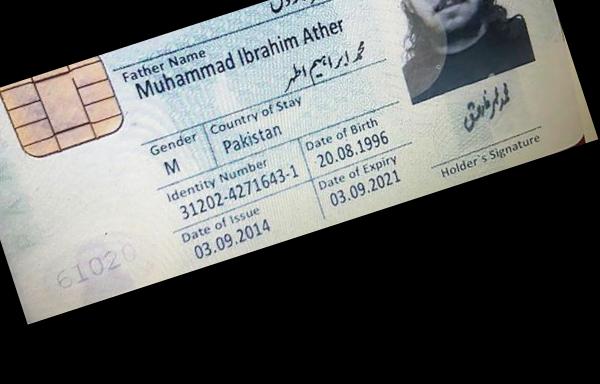 Father Name
Muhammad Ibrahim Ather
محمد ابراہیم اطہر
Gender Country of Stay
M Pakistan
Identity Number Date of Birth
31202-4271643-1 20.08.1996
Date of Issue Date of Expiry
03.09.2014 03.09.2021
Holder's Signature
61020